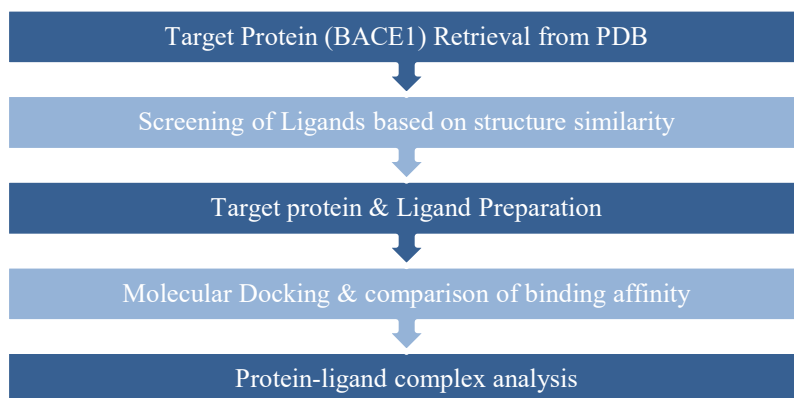 Target Protein (BACE1) Retrieval from PDB
Screening of Ligands based on structure similarity
Target protein & Ligand Preparation
Molecular Docking & comparison of binding affinity
Protein-ligand complex analysis